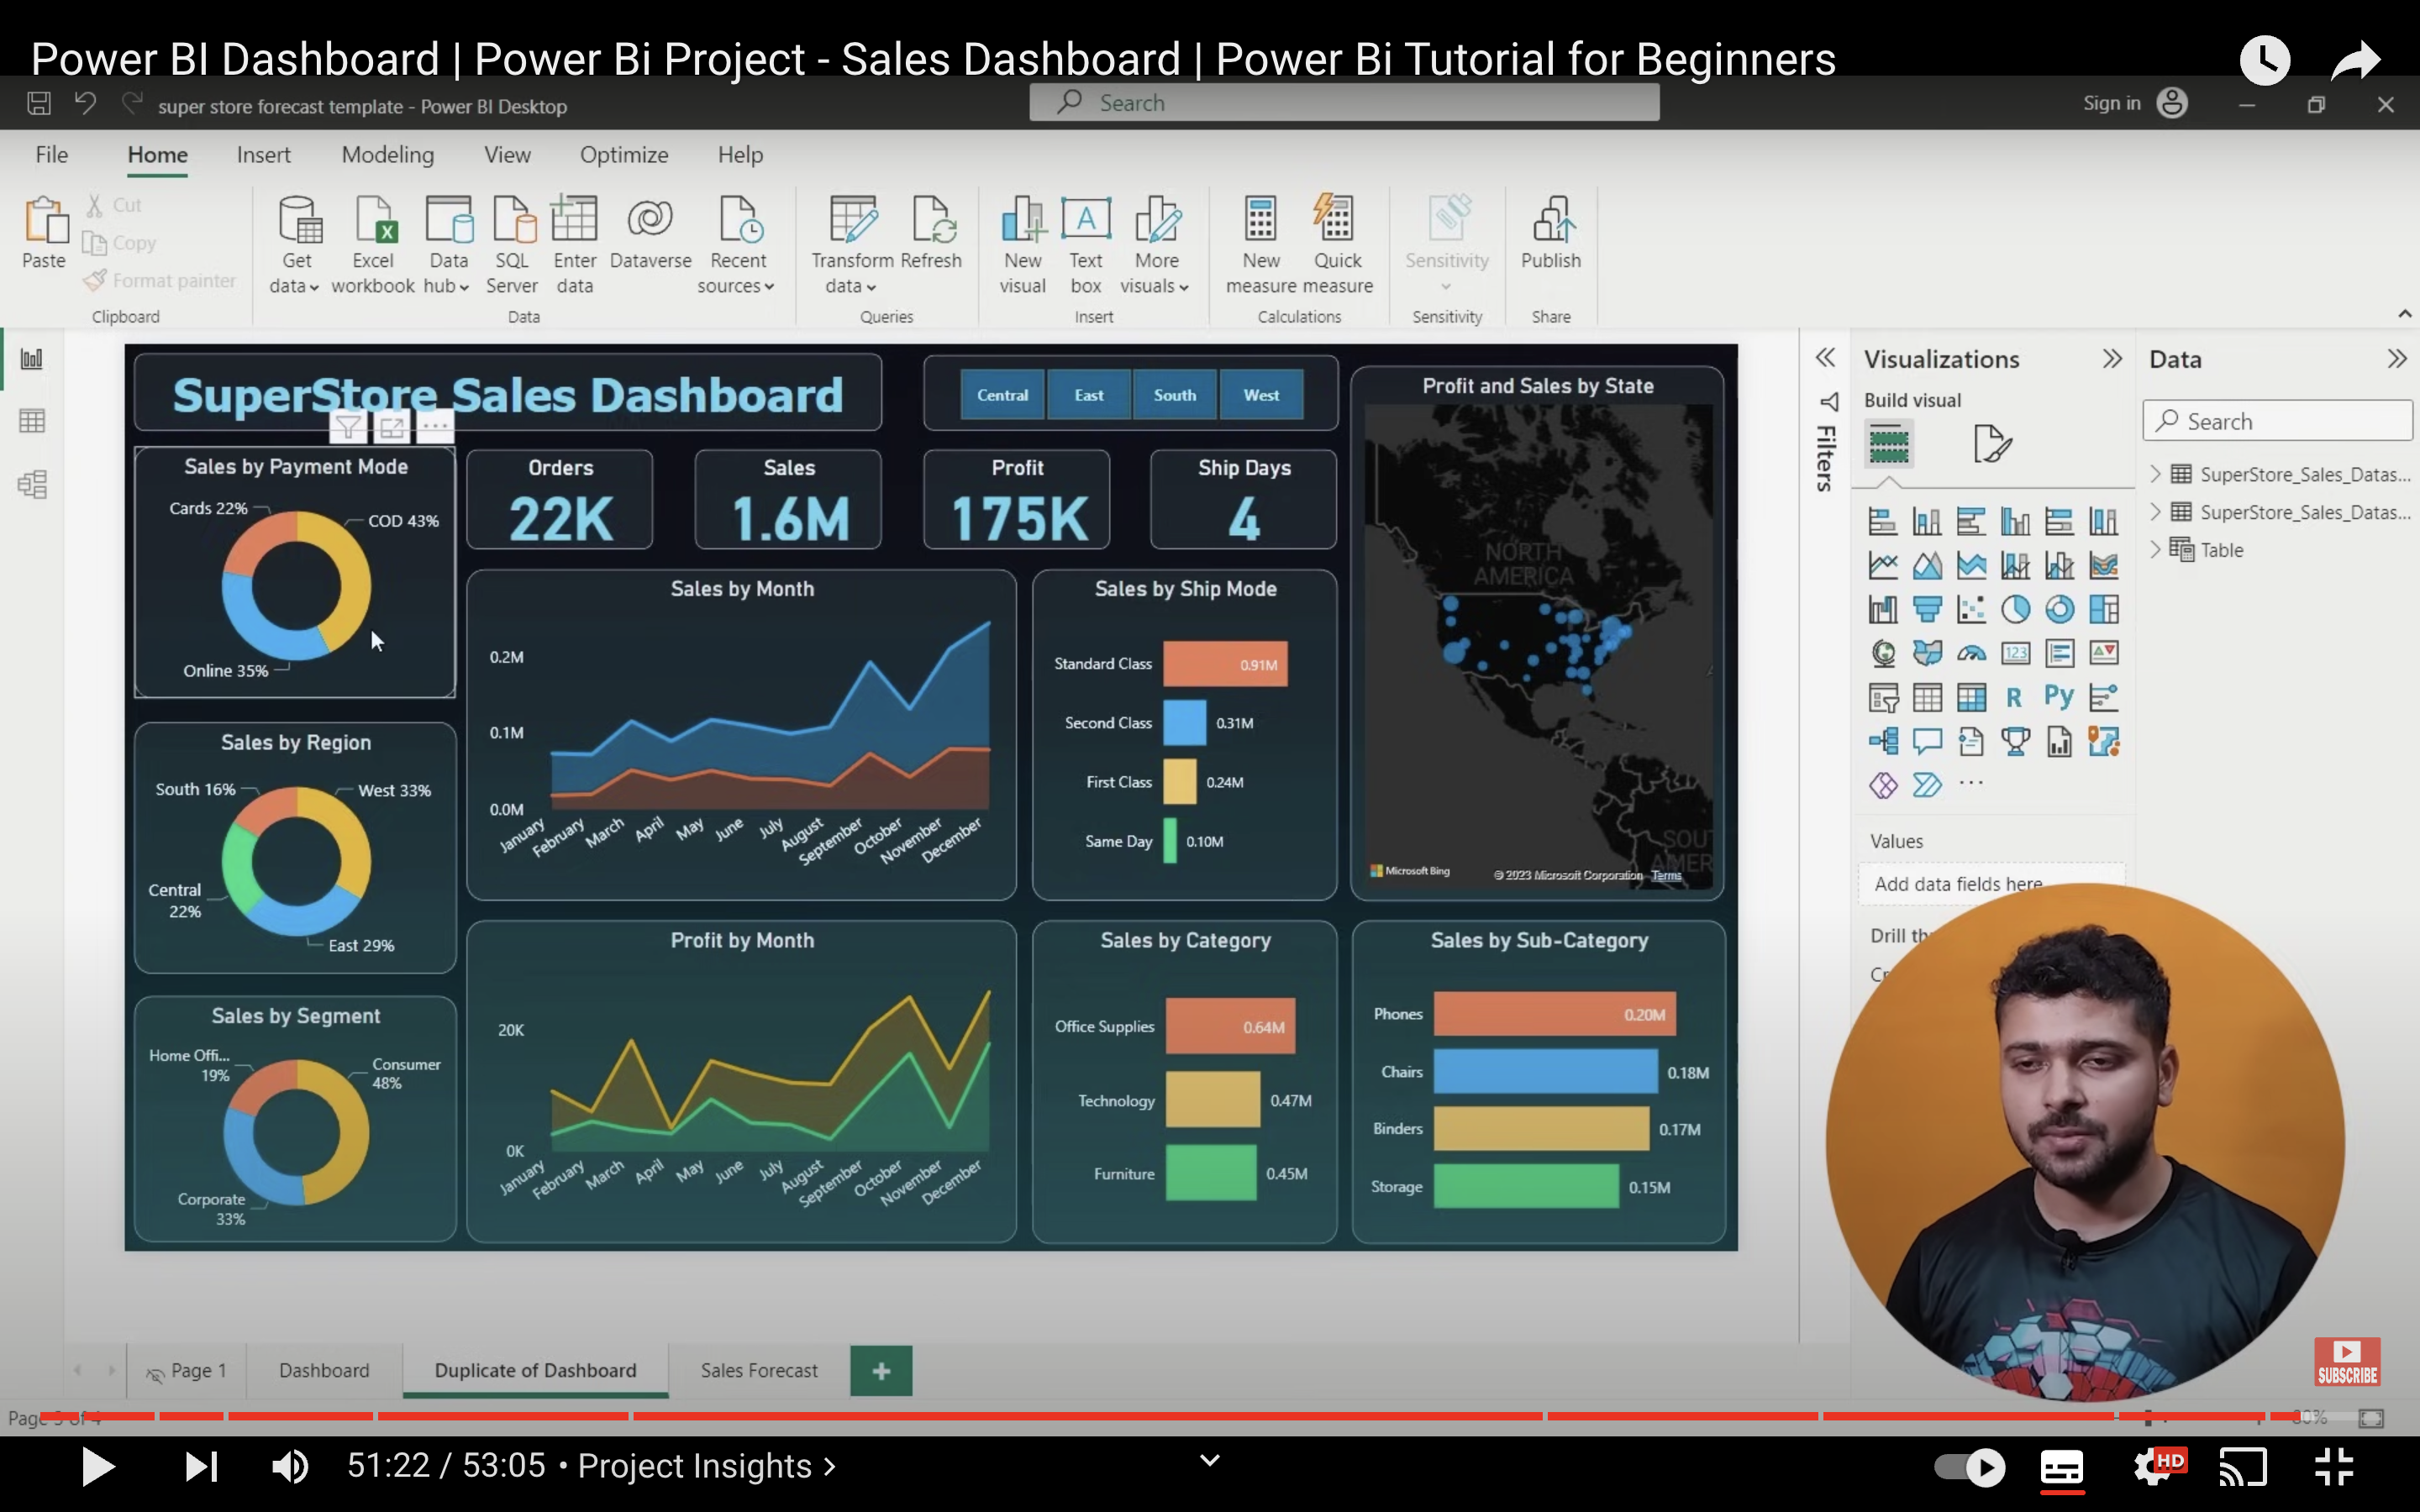 Power BI Dashboard | Power Bi Project - Sales Dashboard | Power Bi Tutorial for Beginners
super store forecast template - Power BI Desktop
Search
Sign in
File
Home
Insert
Modeling
View
Optimize
Help
Paste
Cut
Copy
Format painter
Clipboard
Get data
Excel workbook
Data hub
SQL Server
Enter data
Dataverse
Recent sources
Data
Transform data
Refresh
Queries
New visual
Text box
More visuals
Insert
New measure
Quick measure
Calculations
Sensitivity
Sensitivity
Publish
Share
SuperStore Sales Dashboard
Central
East
South
West
Sales by Payment Mode
Cards 22%
COD 43%
Online 35%
Orders
22K
Sales
1.6M
Profit
175K
Ship Days
4
Profit and Sales by State
NORTH
AMERICA
SOU
AMER
Microsoft Bing
© 2023 Microsoft Corporation Terms
Sales by Month
0.2M
0.1M
0.0M
January
February
March
April
May
June
July
August
September
October
November
December
Sales by Ship Mode
Standard Class
0.91M
Second Class
0.31M
First Class
0.24M
Same Day
0.10M
Sales by Region
South 16%
West 33%
Central
22%
East 29%
Sales by Segment
Home Offi...
19%
Consumer
48%
Corporate
33%
Profit by Month
20K
0K
January
February
March
April
May
June
July
August
September
October
November
December
Sales by Category
Office Supplies
0.64M
Technology
0.47M
Furniture
0.45M
Sales by Sub-Category
Phones
0.20M
Chairs
0.18M
Binders
0.17M
Storage
0.15M
Filters
Visualizations
Build visual
123
R
Py
Values
Add data fields here
Drill th
Cr
Data
Search
SuperStore_Sales_Datas...
SuperStore_Sales_Datas...
Table
Page 1
Dashboard
Duplicate of Dashboard
Sales Forecast
+
SUBSCRIBE
Page 3 of 4
51:22 / 53:05 • Project Insights
HD